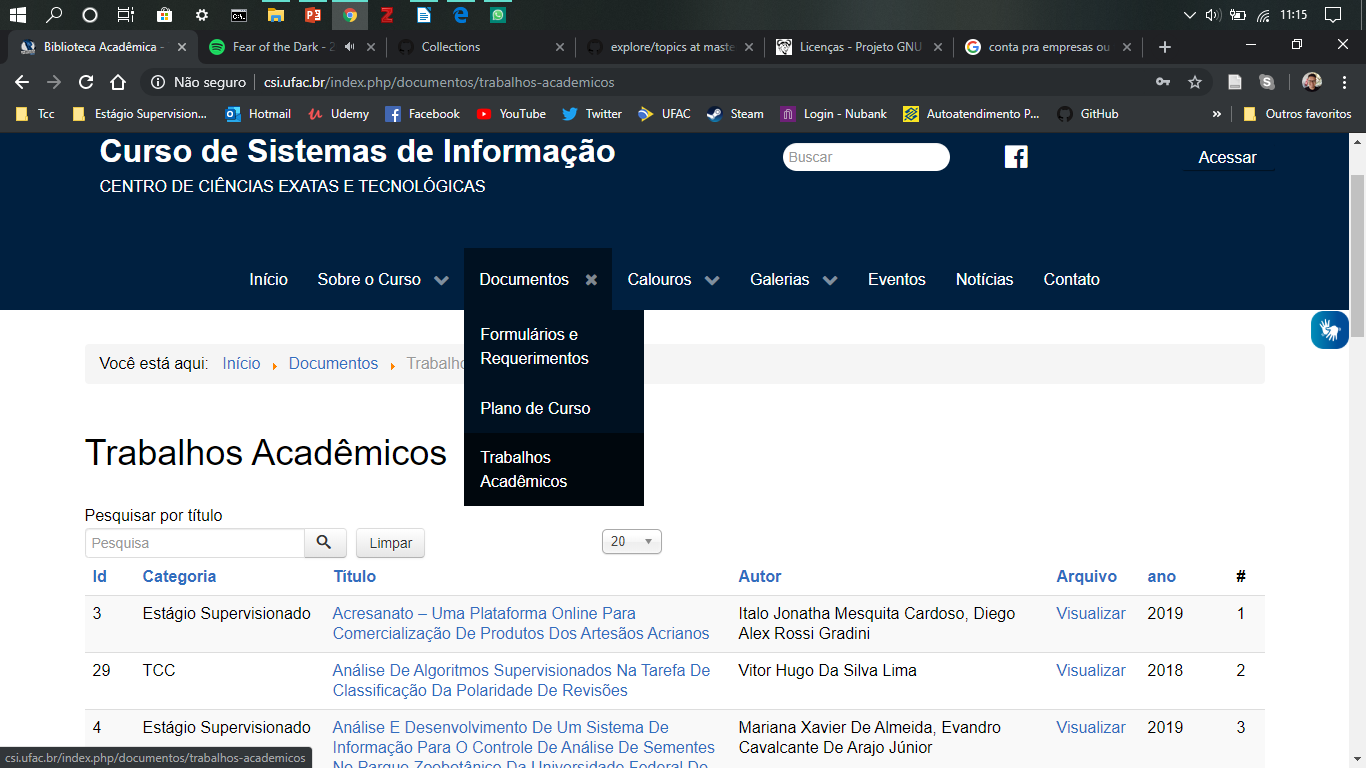 11:15
Biblioteca Acadêmica -
Fear of the Dark - 2
Collections
explore/topics at maste
Licenças - Projeto GNU
conta pra empresas ou
Não seguro | csi.ufac.br/index.php/documentos/trabalhos-academicos
Tcc
Estágio Supervision...
Hotmail
Udemy
Facebook
YouTube
Twitter
UFAC
Steam
Login - Nubank
Autoatendimento P...
GitHub
»
Outros favoritos
Curso de Sistemas de Informação
Buscar
Acessar
CENTRO DE CIÊNCIAS EXATAS E TECNOLÓGICAS
Início
Sobre o Curso
Documentos
Calouros
Galerias
Eventos
Notícias
Contato
Formulários e
Requerimentos
Plano de Curso
Trabalhos
Acadêmicos
Você está aqui: Início Documentos Trabalho
Trabalhos Acadêmicos
Pesquisar por título
Pesquisa
Limpar
20
Id Categoria Título Autor Arquivo ano #
3 Estágio Supervisionado Acresanato – Uma Plataforma Online Para Italo Jonatha Mesquita Cardoso, Diego Visualizar 2019 1
Comercialização De Produtos Dos Artesãos Acrianos Alex Rossi Gradini
29 TCC Análise De Algoritmos Supervisionados Na Tarefa De Vitor Hugo Da Silva Lima Visualizar 2018 2
Classificação Da Polaridade De Revisões
4 Estágio Supervisionado Análise E Desenvolvimento De Um Sistema De Mariana Xavier De Almeida, Evandro Visualizar 2019 3
Informação Para O Controle De Análise De Sementes Cavalcante De Arajo Júnior
No Parque Zoobotânico Da Universidade Federal Do
csi.ufac.br/index.php/documentos/trabalhos-academicos